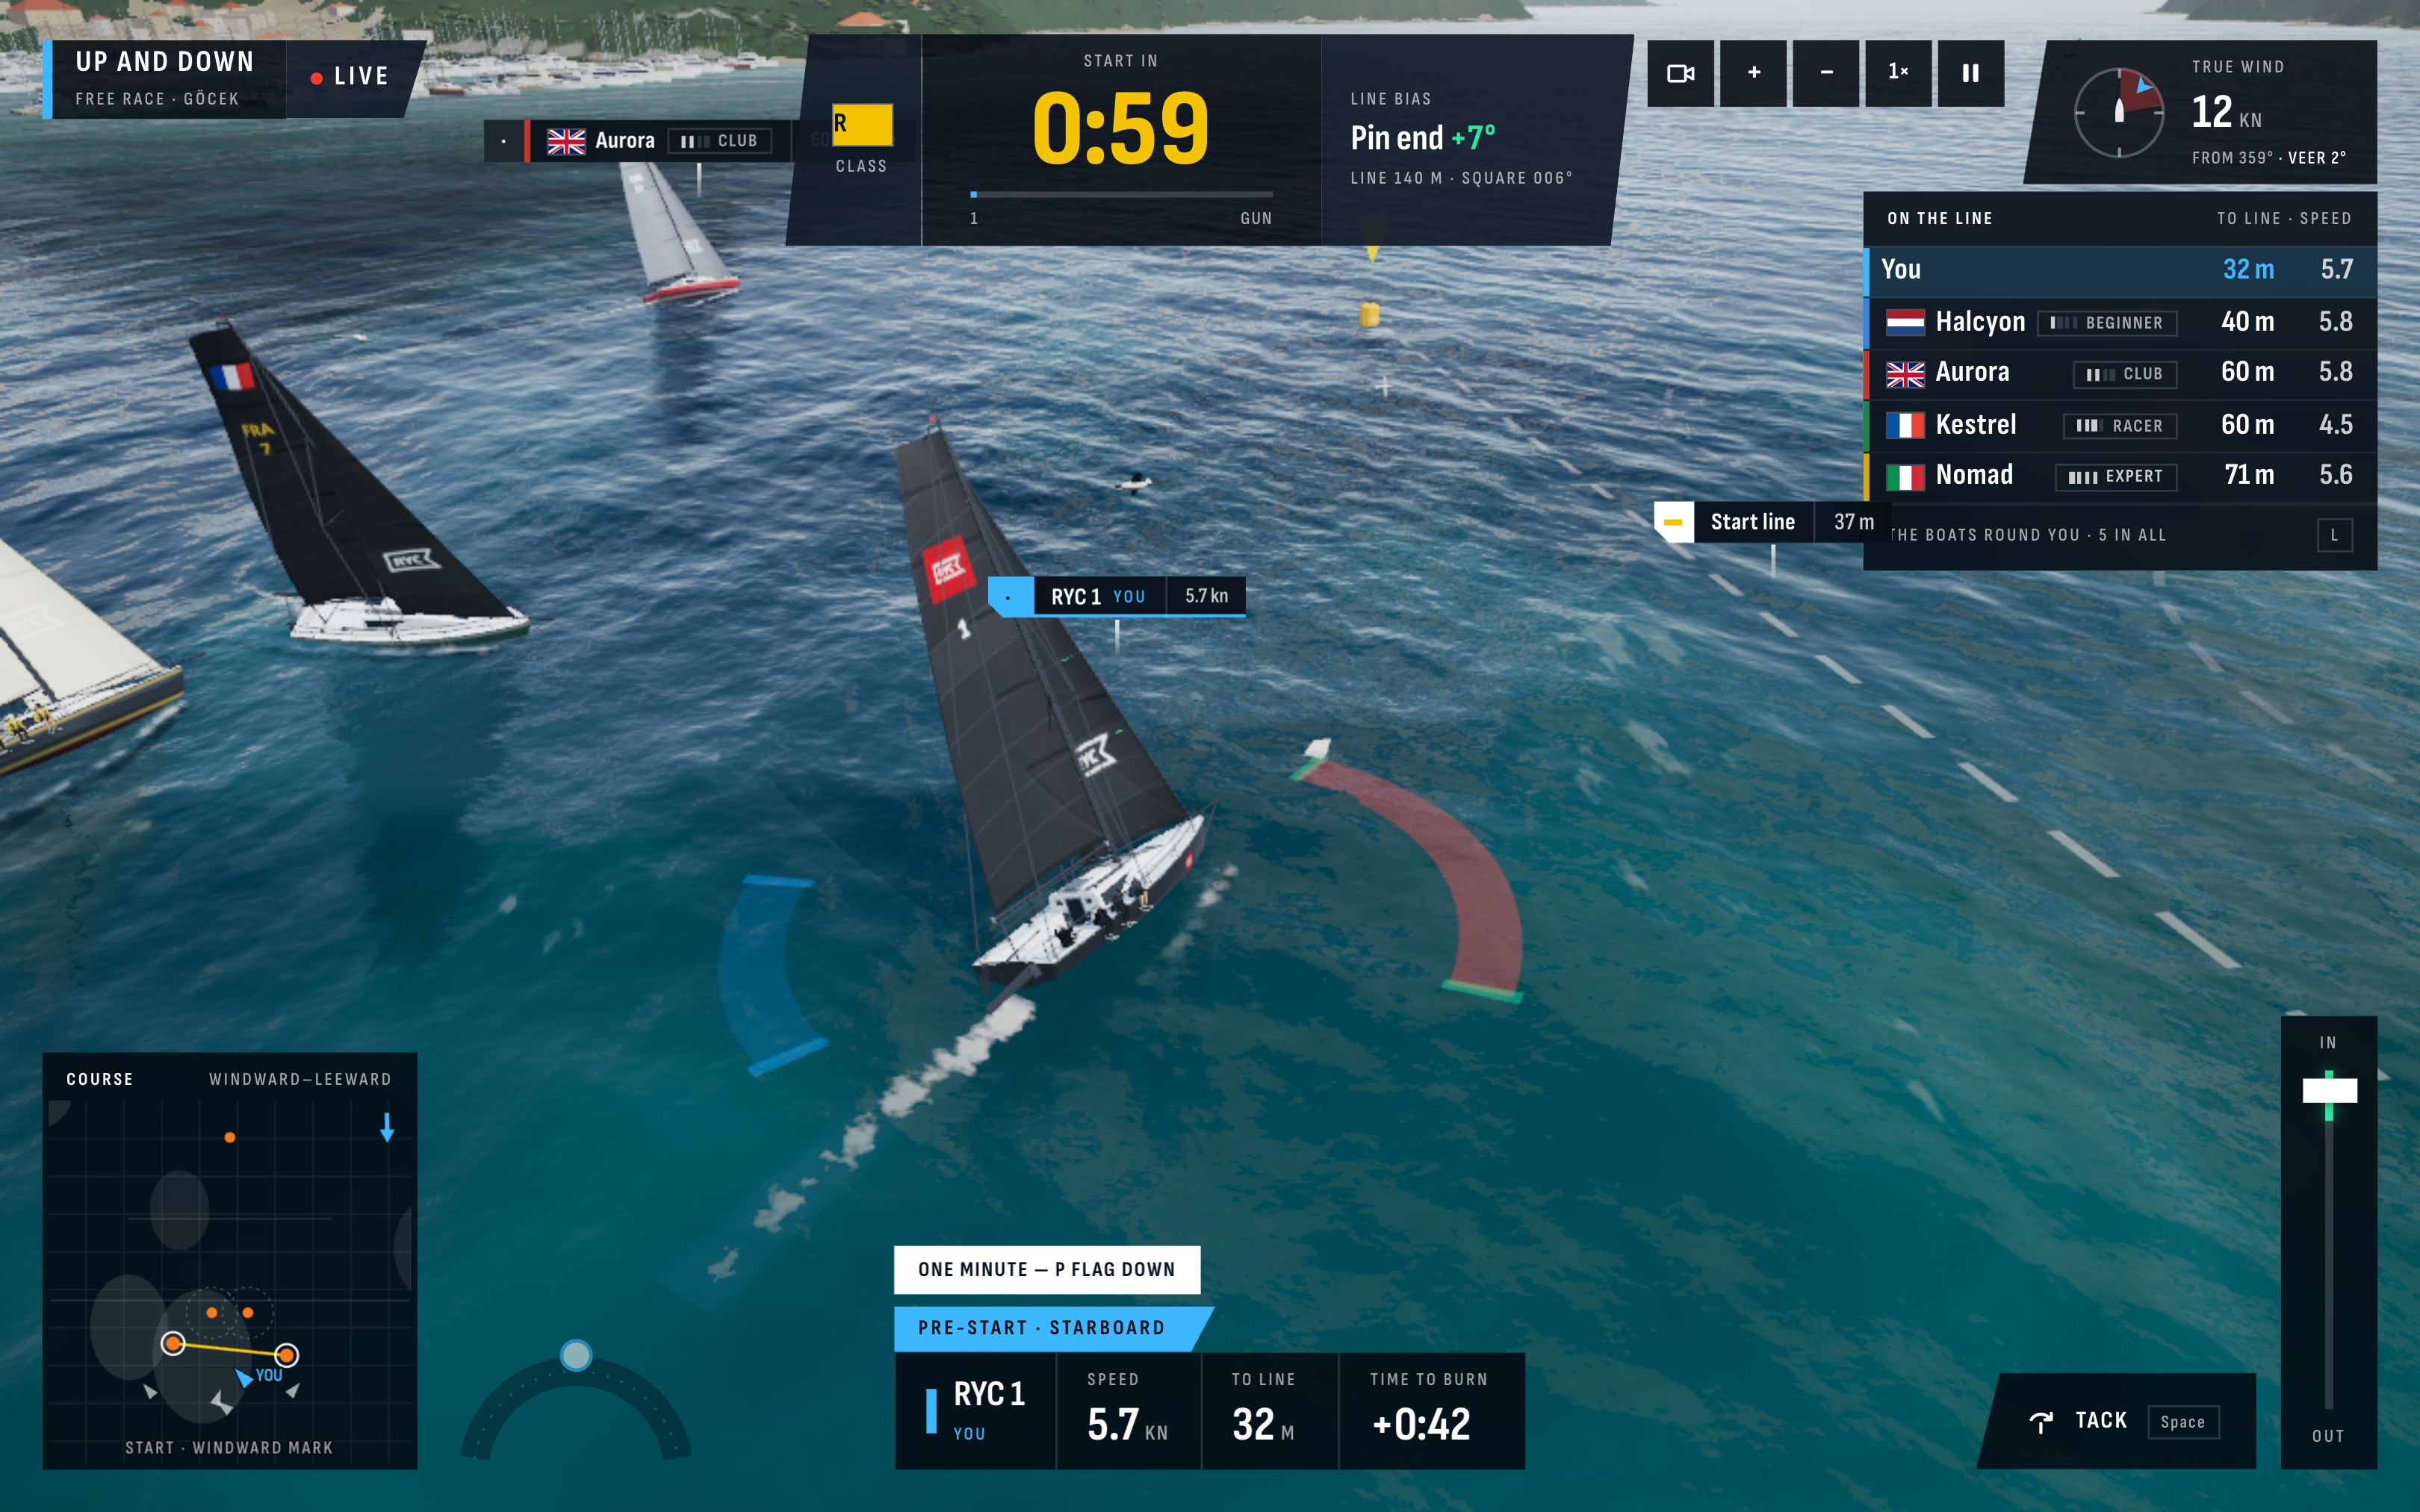 UP AND DOWN
FREE RACE · GÖCEK
LIVE
Aurora
CLUB
R
CLASS
START IN
0:59
1
GUN
LINE BIAS
Pin end +7°
LINE 140 M · SQUARE 006°
+
−
1×
TRUE WIND
12 KN
FROM 359° · VEER 2°
ON THE LINE
TO LINE · SPEED
You 32 m 5.7
Halcyon BEGINNER 40 m 5.8
Aurora CLUB 60 m 5.8
Kestrel RACER 60 m 4.5
Nomad EXPERT 71 m 5.6
THE BOATS ROUND YOU · 5 IN ALL L
Start line 37 m
FRA
7
RYC
RYC 1 YOU 5.7 kn
1
COURSE
WINDWARD–LEEWARD
YOU
START · WINDWARD MARK
ONE MINUTE — P FLAG DOWN
PRE-START · STARBOARD
RYC 1
YOU
SPEED
5.7 KN
TO LINE
32 M
TIME TO BURN
+0:42
TACK Space
IN
OUT